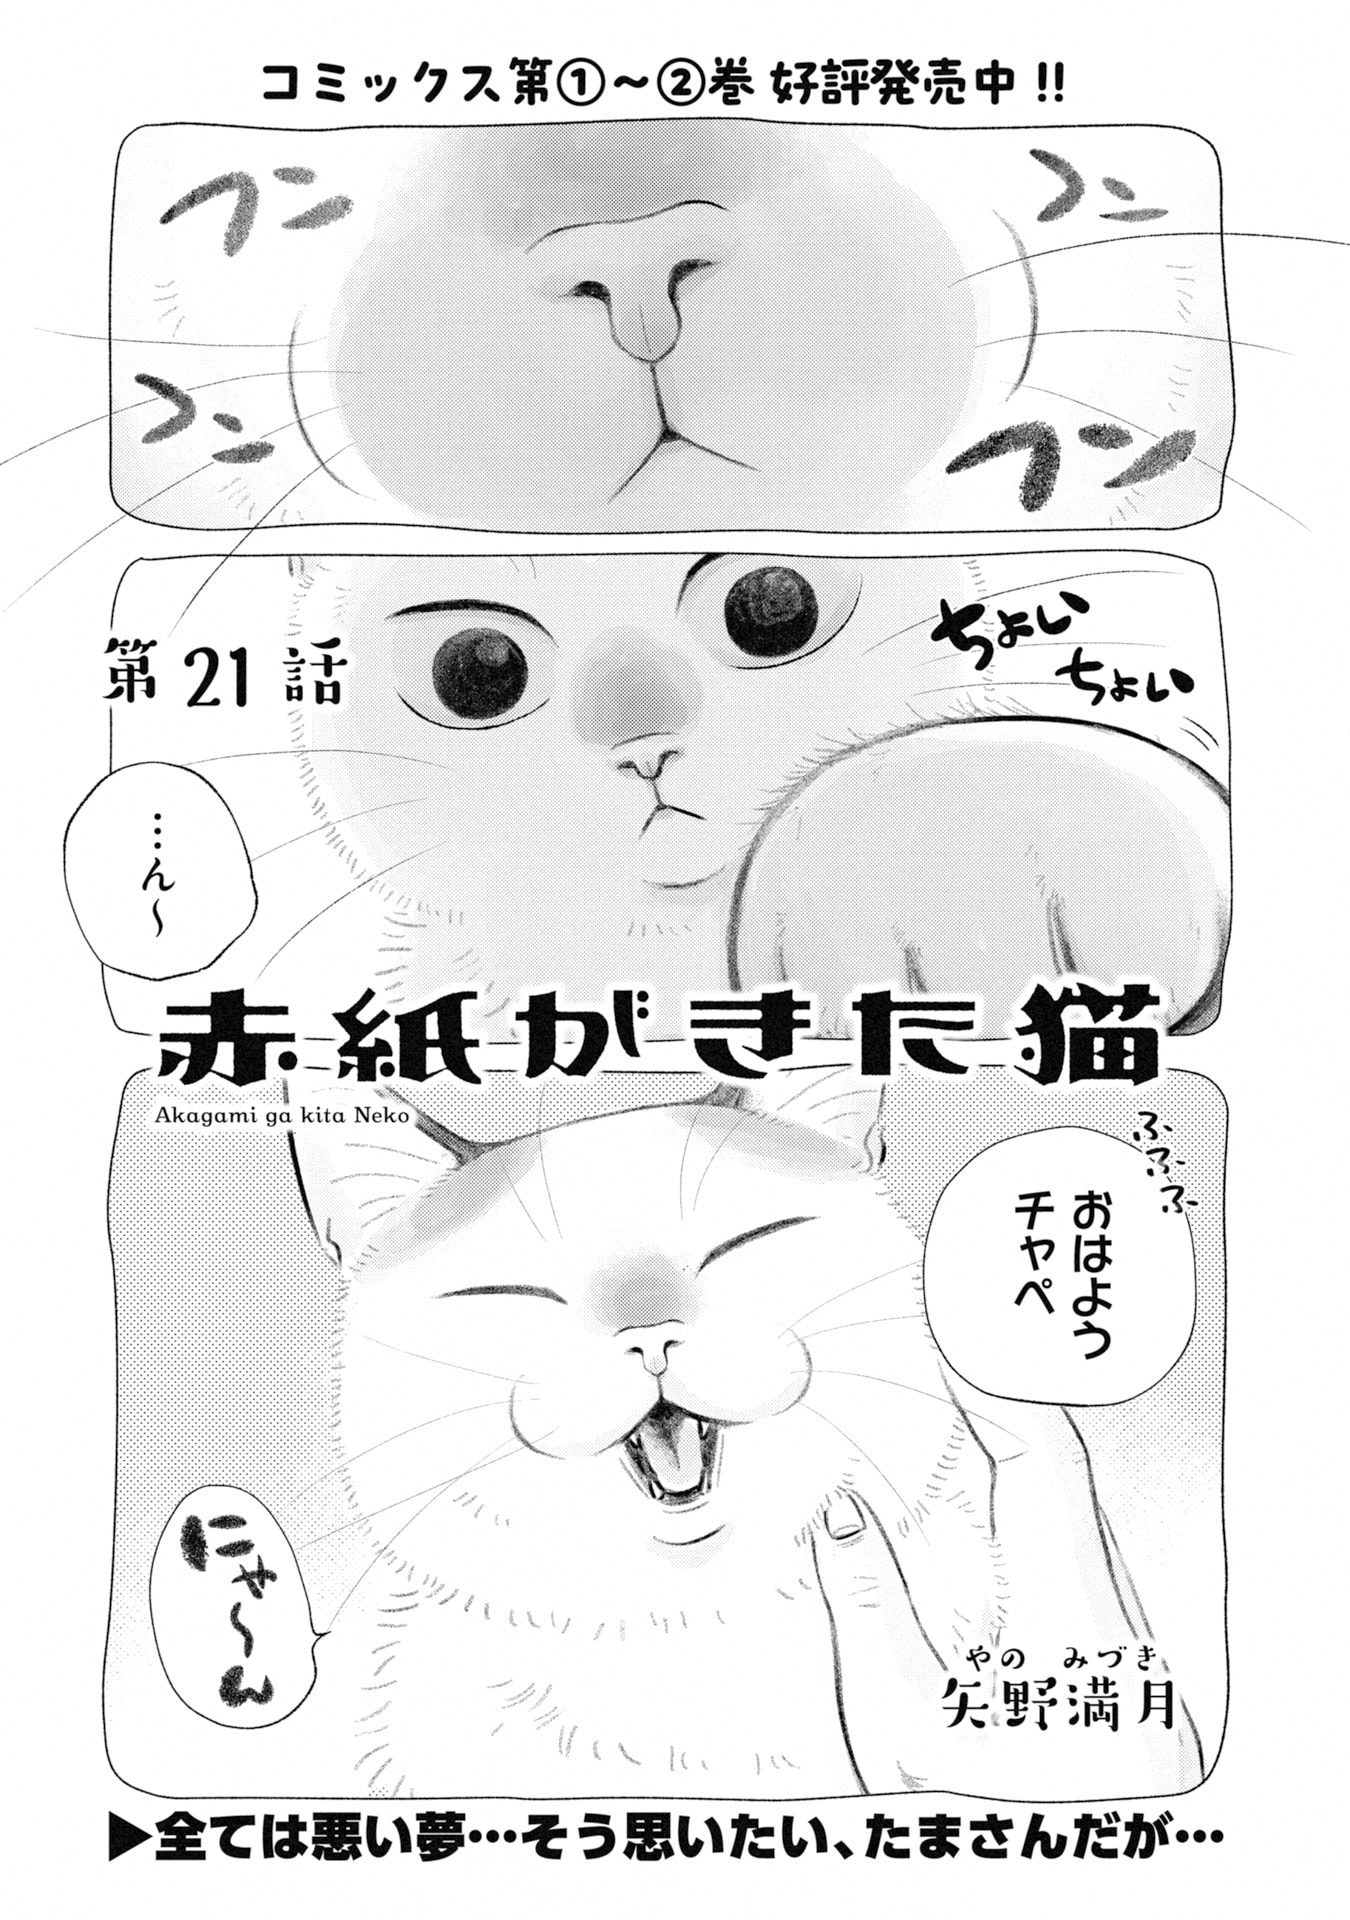 コミックス第①～②巻 好評発売中!!
フン
フン
フン
フン
第21話
ちょい
ちょい
…ん～
赤紙がきた猫
Akagami ga kita Neko
ふふふ
おはよう
チャペ
にゃ～ん
やの みづき
矢野満月
▶全ては悪い夢…そう思いたい、たまさんだが…